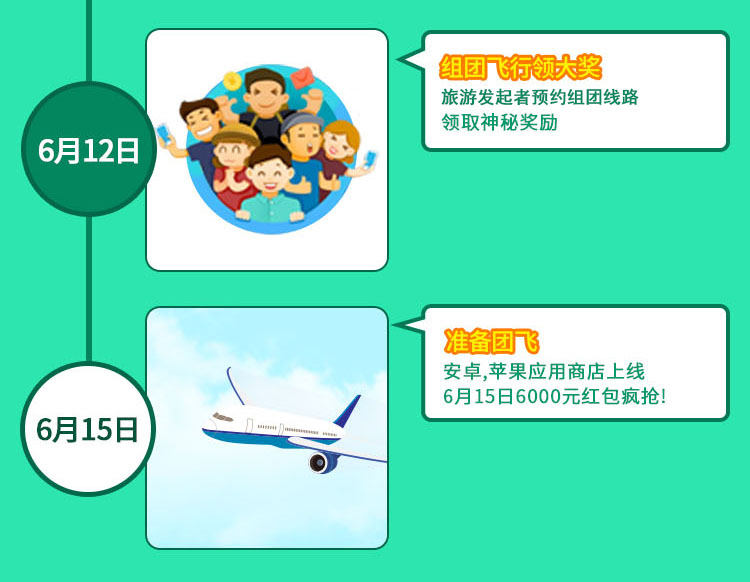 6月12日
组团飞行领大奖
旅游发起者预约组团线路
领取神秘奖励
6月15日
准备团飞
安卓,苹果应用商店上线
6月15日6000元红包疯抢!